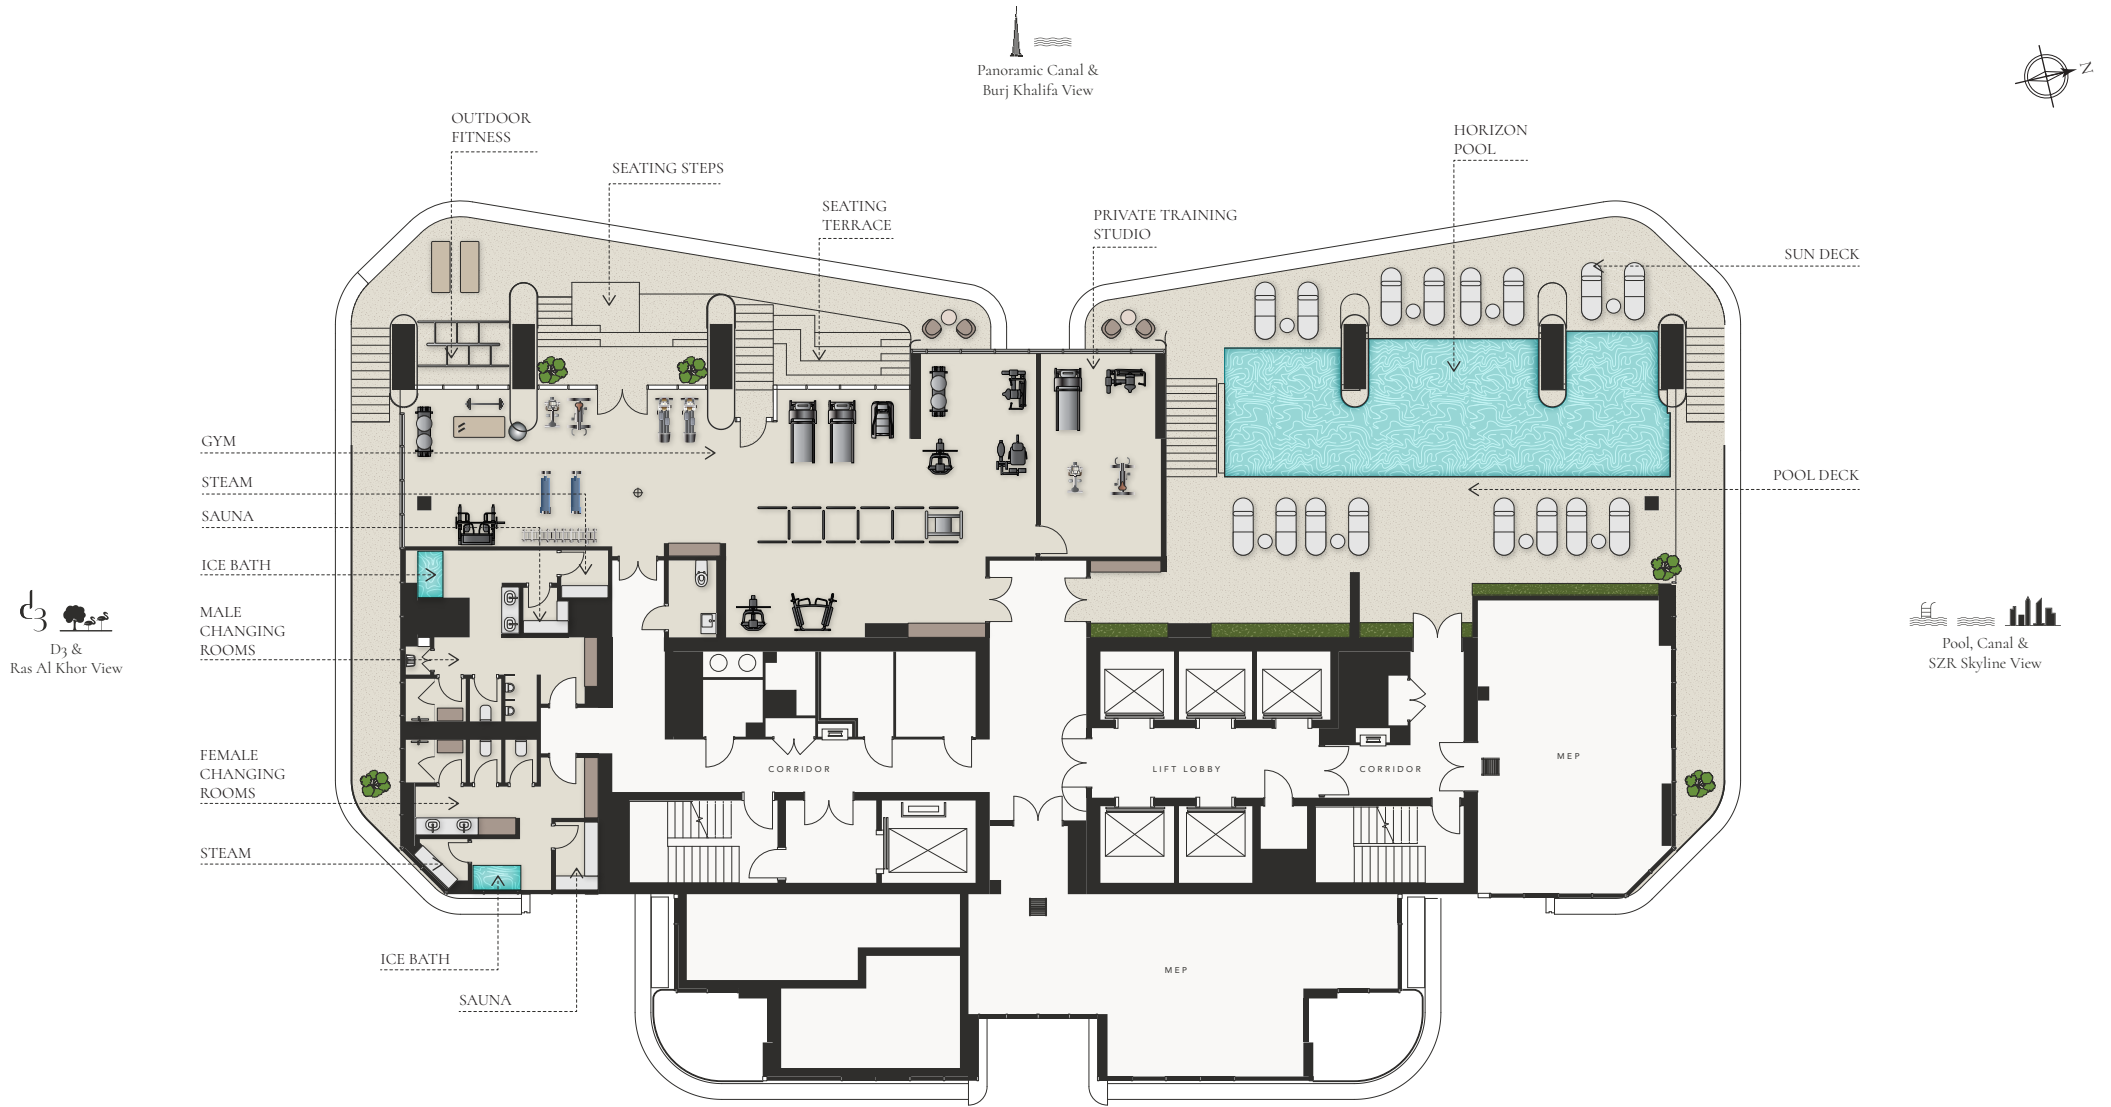 Panoramic Canal &
Burj Khalifa View
N
OUTDOOR
FITNESS
SEATING STEPS
SEATING
TERRACE
PRIVATE TRAINING
STUDIO
HORIZON
POOL
SUN DECK
GYM
STEAM
SAUNA
ICE BATH
MALE
CHANGING
ROOMS
FEMALE
CHANGING
ROOMS
STEAM
ICE BATH
SAUNA
POOL DECK
d3
D3 &
Ras Al Khor View
Pool, Canal &
SZR Skyline View
CORRIDOR
LIFT LOBBY
CORRIDOR
MEP
MEP